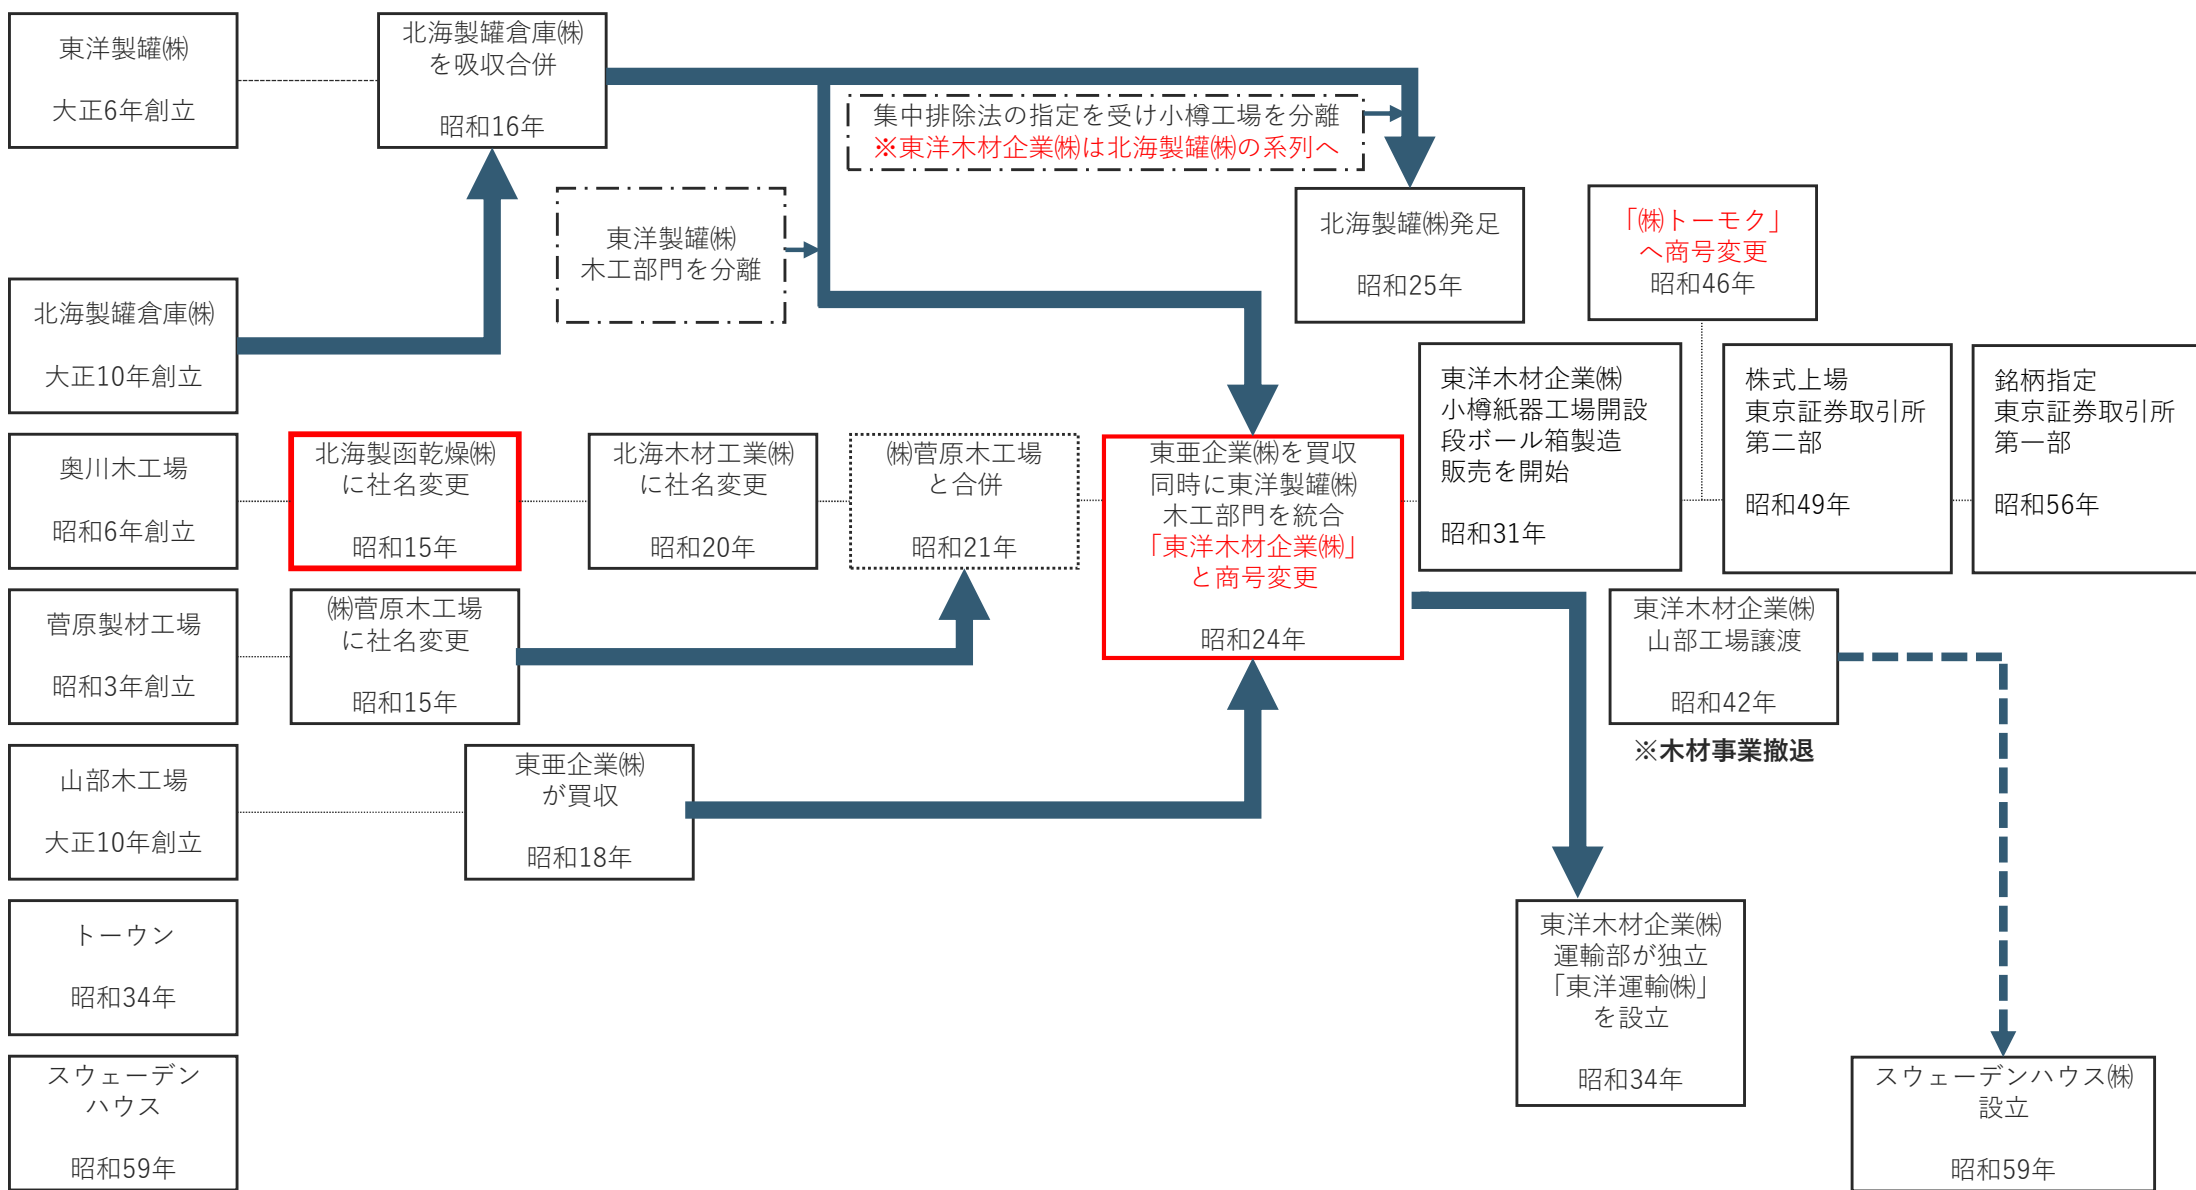 東洋製罐㈱
大正6年創立
北海製罐倉庫㈱
を吸収合併
昭和16年
集中排除法の指定を受け小樽工場を分離
※東洋木材企業㈱は北海製罐㈱の系列へ
東洋製罐㈱
木工部門を分離
北海製罐㈱発足
昭和25年
「㈱トーモク」
へ商号変更
昭和46年
北海製罐倉庫㈱
大正10年創立
奥川木工場
昭和6年創立
北海製函乾燥㈱
に社名変更
昭和15年
北海木材工業㈱
に社名変更
昭和20年
㈱菅原木工場
と合併
昭和21年
東亜企業㈱を買収
同時に東洋製罐㈱
木工部門を統合
「東洋木材企業㈱」
と商号変更
昭和24年
東洋木材企業㈱
小樽紙器工場開設
段ボール箱製造
販売を開始
昭和31年
株式上場
東京証券取引所
第二部
昭和49年
銘柄指定
東京証券取引所
第一部
昭和56年
菅原製材工場
昭和3年創立
㈱菅原木工場
に社名変更
昭和15年
東洋木材企業㈱
山部工場譲渡
昭和42年
※木材事業撤退
山部木工場
大正10年創立
東亜企業㈱
が買収
昭和18年
トーウン
昭和34年
東洋木材企業㈱
運輸部が独立
「東洋運輸㈱」
を設立
昭和34年
スウェーデン
ハウス
昭和59年
スウェーデンハウス㈱
設立
昭和59年